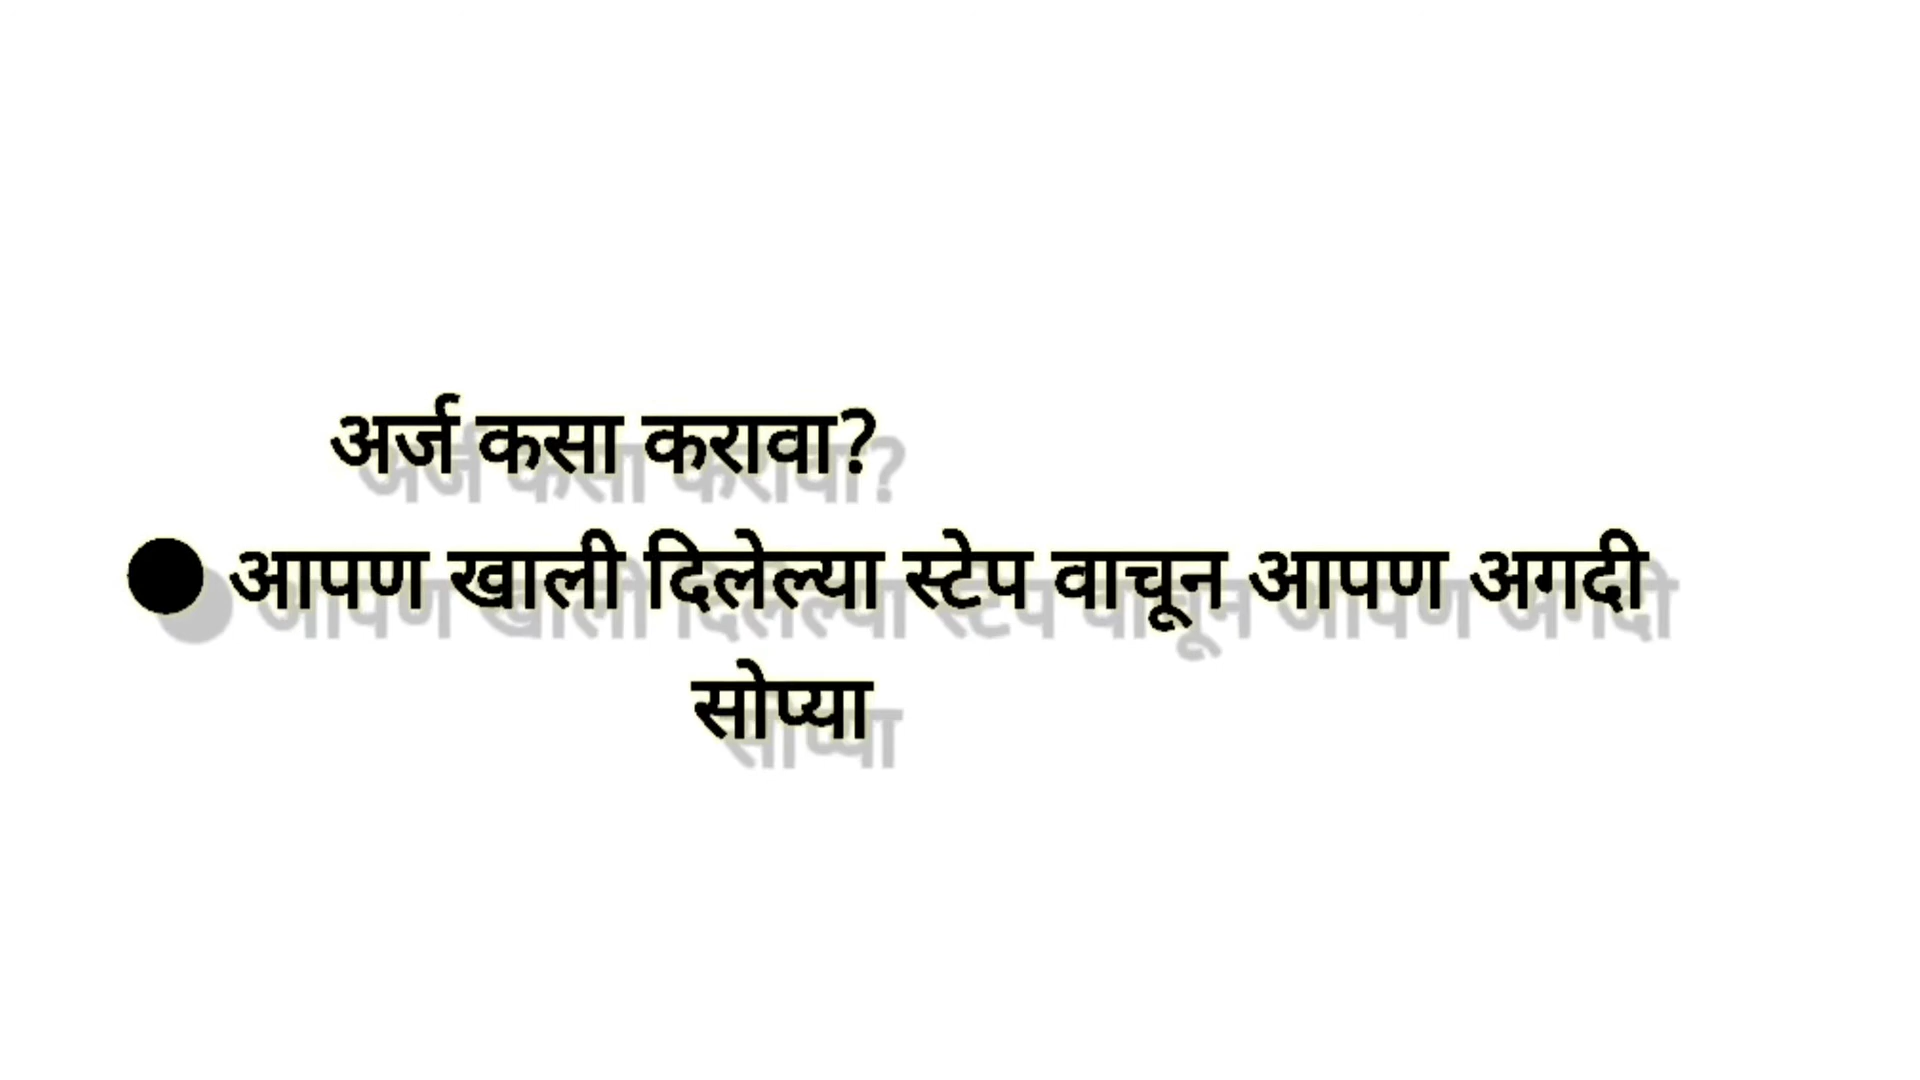 अर्ज कसा करावा?
● आपण खाली दिलेल्या स्टेप वाचून आपण अगदी
सोप्या